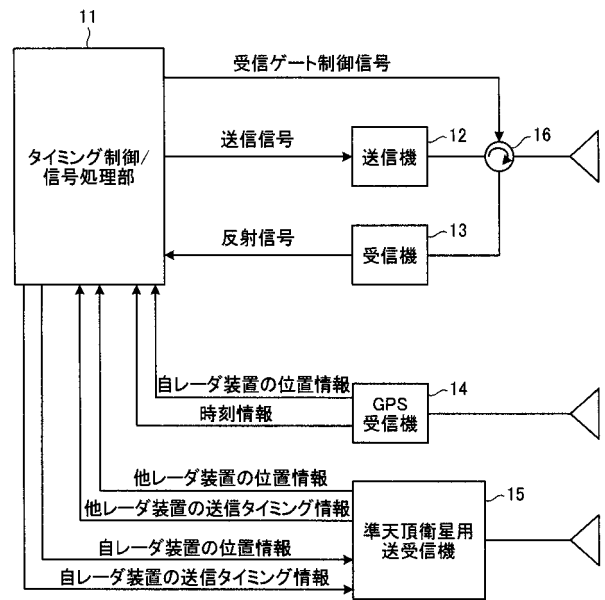 11
受信ゲート制御信号
送信信号
12
16
タイミング制御/
信号処理部
送信機
反射信号
13
受信機
自レーダ装置の位置情報
14
GPS
受信機
時刻情報
他レーダ装置の位置情報
15
他レーダ装置の送信タイミング情報
準天頂衛星用
送受信機
自レーダ装置の位置情報
自レーダ装置の送信タイミング情報